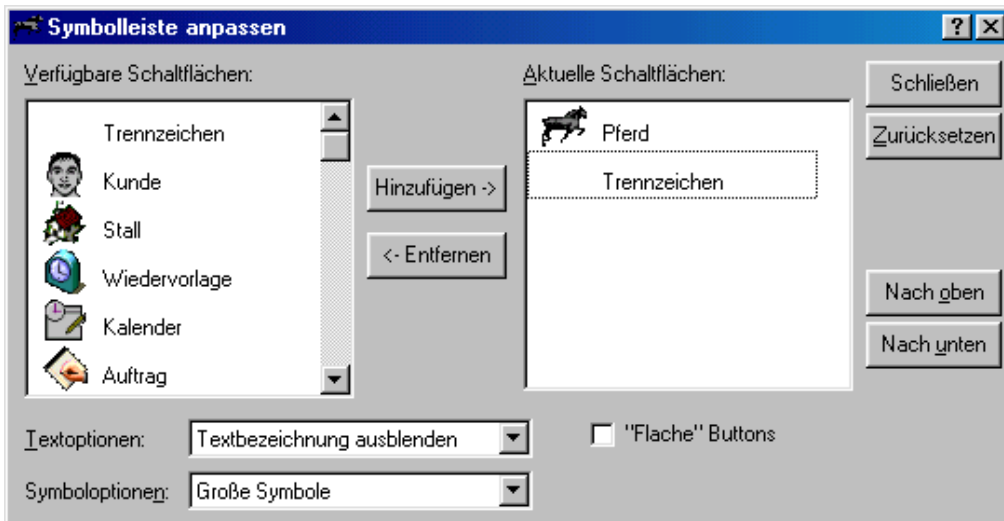 Symbolleiste anpassen
Verfügbare Schaltflächen:
Trennzeichen
Kunde
Stall
Wiedervorlage
Kalender
Auftrag
Hinzufügen ->
<- Entfernen
Aktuelle Schaltflächen:
Pferd
Trennzeichen
Schließen
Zurücksetzen
Nach oben
Nach unten
Textoptionen: Textbezeichnung ausblenden
"Flache" Buttons
Symboloptionen: Große Symbole